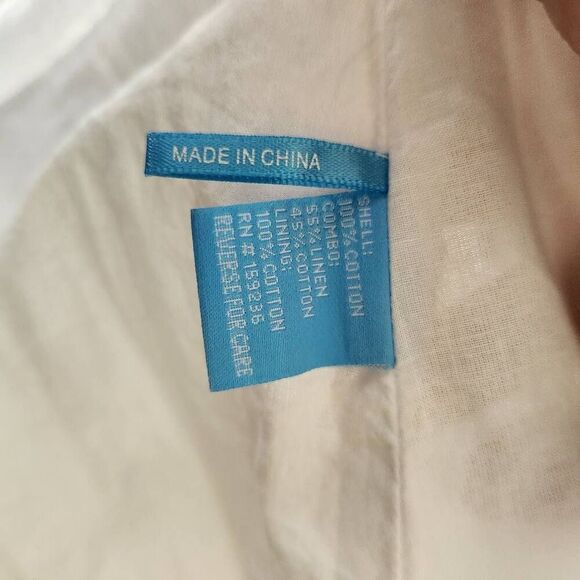 MADE IN CHINA
SHELL:
100% COTTON
COMBO:
55% LINEN
45% COTTON
LINING:
100% COTTON
RN# 159236
REVERSE FOR CARE